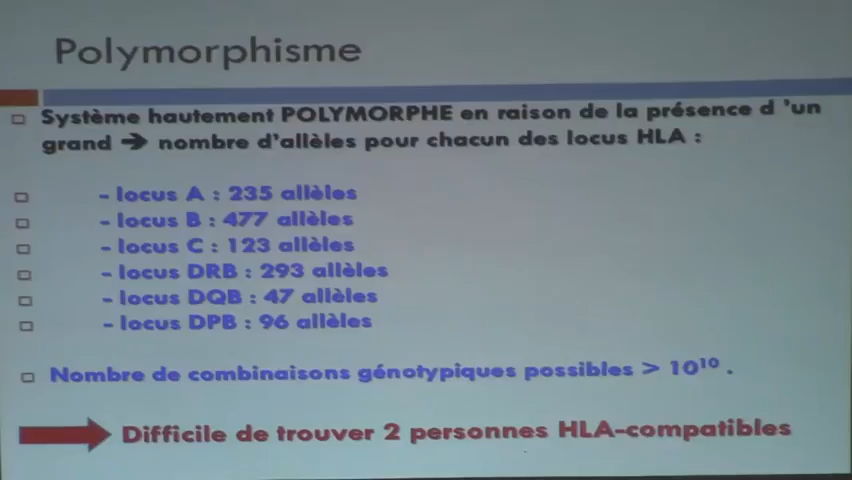 Polymorphisme
Système hautement POLYMORPHE en raison de la présence d 'un
grand → nombre d'allèles pour chacun des locus HLA :
- locus A : 235 allèles
- locus B : 477 allèles
- locus C : 123 allèles
- locus DRB : 293 allèles
- locus DQB : 47 allèles
- locus DPB : 96 allèles
Nombre de combinaisons génotypiques possibles > 10¹⁰ .
Difficile de trouver 2 personnes HLA-compatibles